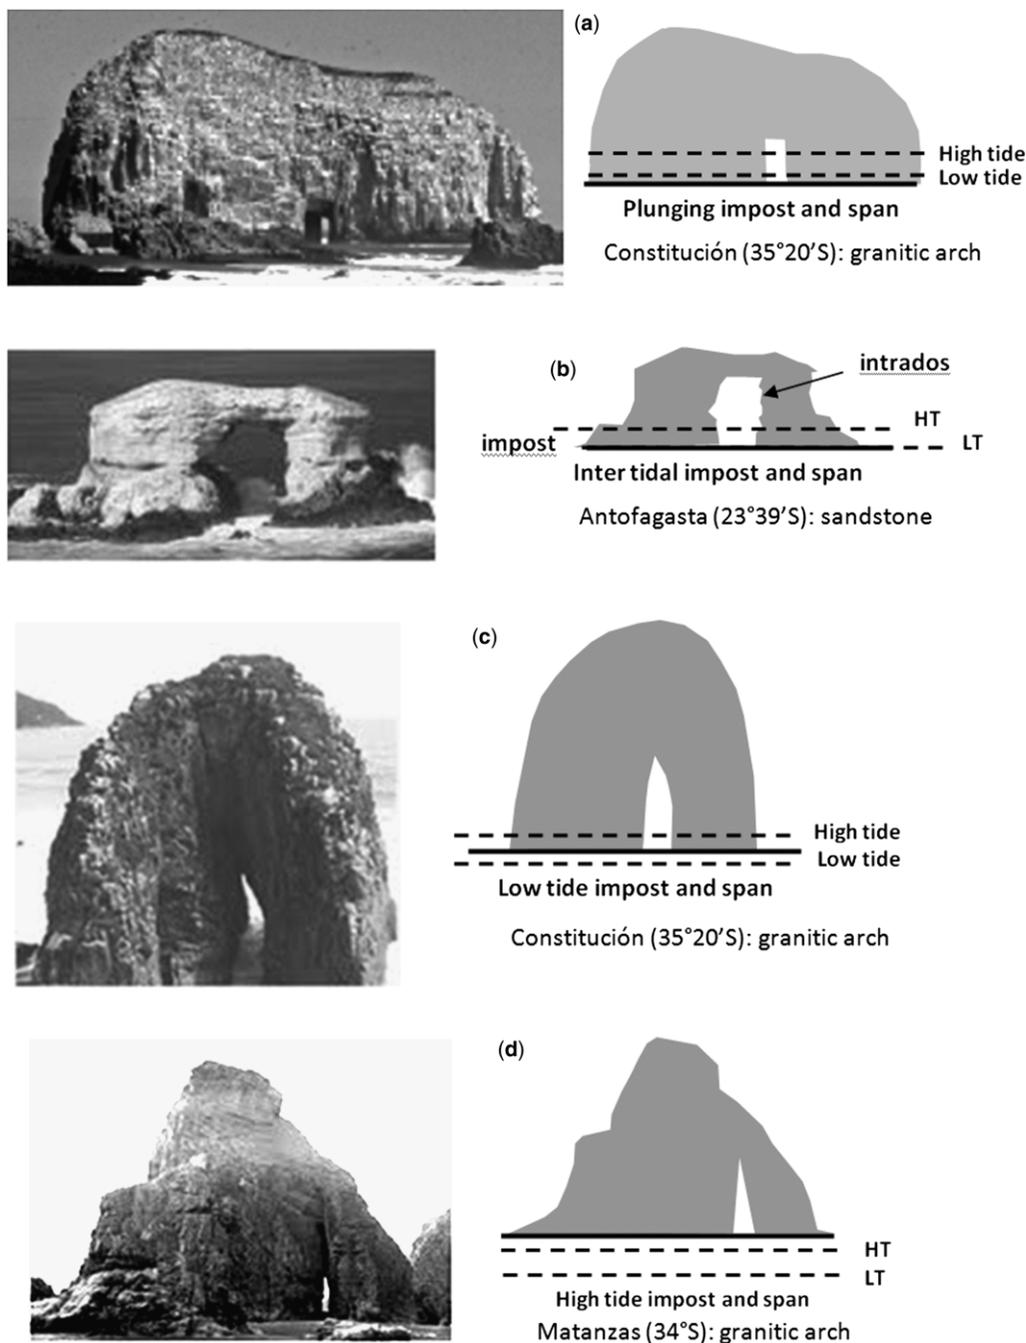 (a)
High tide
Low tide
Plunging impost and span
Constitución (35°20’S): granitic arch
(b)
intrados
HT
impost
LT
Inter tidal impost and span
Antofagasta (23°39’S): sandstone
(c)
High tide
Low tide
Low tide impost and span
Constitución (35°20’S): granitic arch
(d)
HT
LT
High tide impost and span
Matanzas (34°S): granitic arch